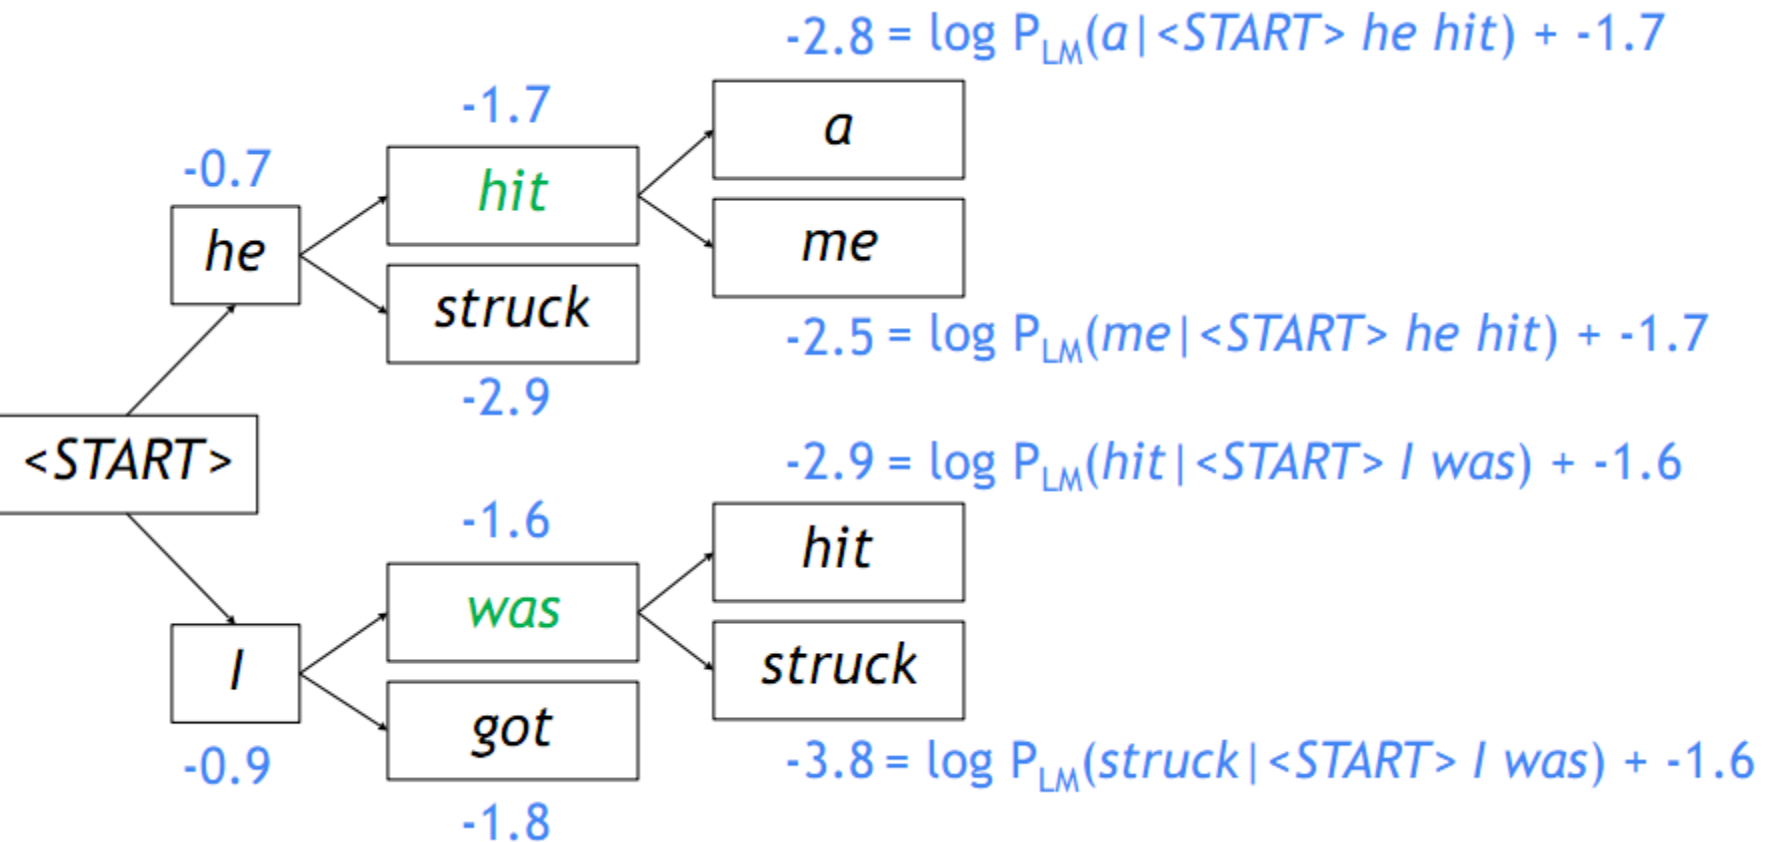 -2.8 = log P_LM(a|<START> he hit) + -1.7
-1.7
a
-0.7
hit
me
he
struck
-2.5 = log P_LM(me|<START> he hit) + -1.7
-2.9
<START>
-2.9 = log P_LM(hit|<START> I was) + -1.6
-1.6
hit
was
struck
I
got
-0.9
-3.8 = log P_LM(struck|<START> I was) + -1.6
-1.8